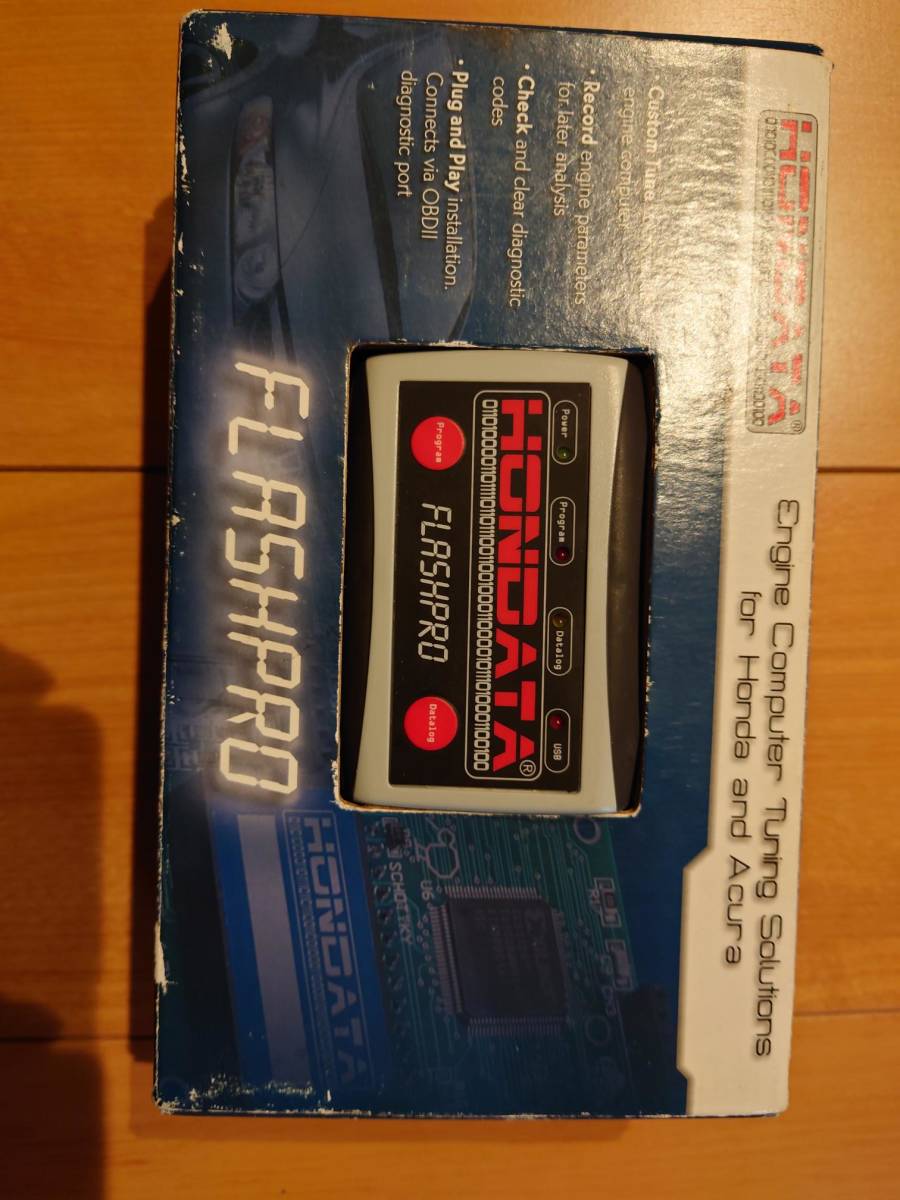 HONDATA®
Engine Computer Tuning Solutions
for Honda and Acura
· Custom Tune
engine computer
· Record engine parameters
for later analysis
· Check and clear diagnostic
codes
· Plug and Play installation.
Connects via OBDII
diagnostic port
Power
Program
Datalog
USB
HONDATA®
Program
FLASHPRO
Datalog
FLASHPRO
HONDATA
U6
SCHOTTKY